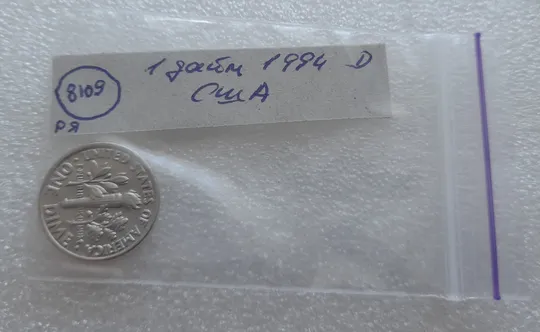 1 дайм 1994 D
США
8109
РЯ
UNITED STATES OF AMERICA
ONE DIME